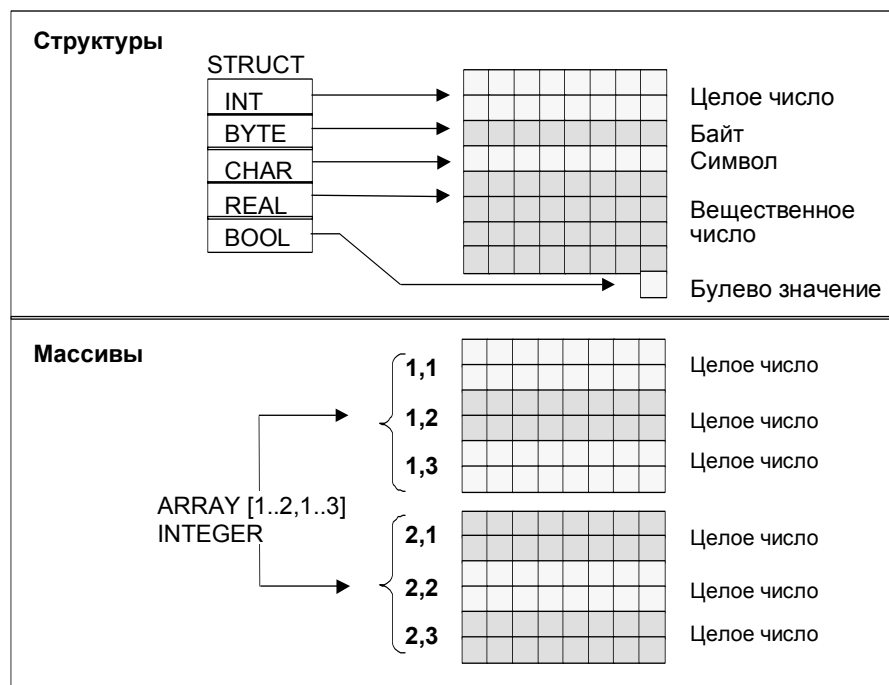 Структуры
STRUCT
INT
BYTE
CHAR
REAL
BOOL
Целое число
Байт
Символ
Вещественное
число
Булево значение
Массивы
1,1
Целое число
1,2
Целое число
1,3
Целое число
ARRAY [1..2,1..3]
INTEGER
2,1
Целое число
2,2
Целое число
2,3
Целое число